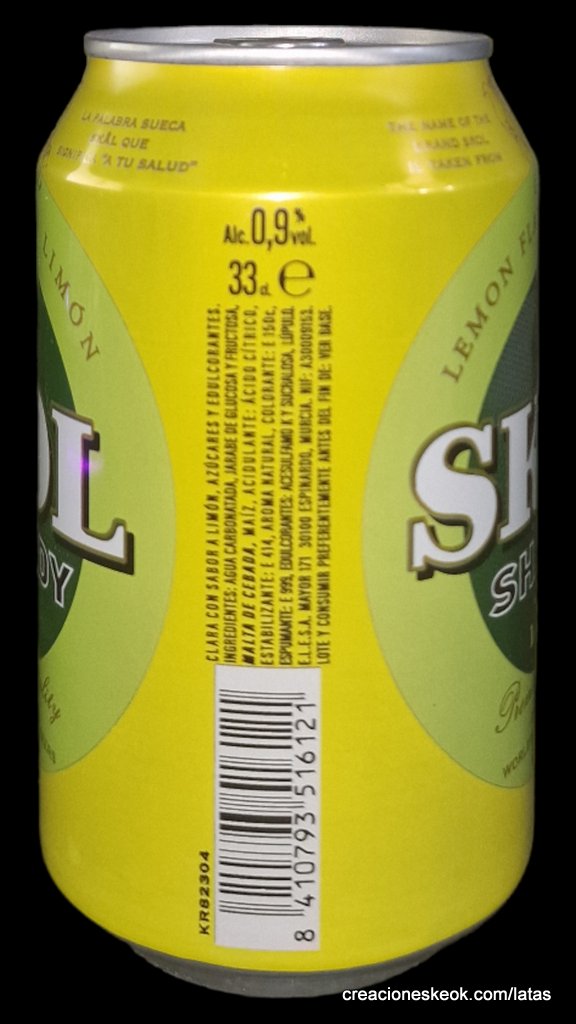 LA PALABRA SUECA
SKÅL QUE
SIGNIFICA "A TU SALUD"
THE NAME OF THE
BRAND SKOL
IS TAKEN FROM
Alc. 0,9% vol.
33 cl e
LIMÓN
LEMON
OL
DY
SK
SH
CLARA CON SABOR A LIMÓN, AZÚCARES Y EDULCORANTES.
INGREDIENTES: AGUA CARBONATADA, JARABE DE GLUCOSA Y FRUCTOSA,
MALTA DE CEBADA, MAÍZ, ACIDULANTE: ÁCIDO CÍTRICO,
ESTABILIZANTE: E 414, AROMA NATURAL, COLORANTE: E 150c,
ESPUMANTE: E 999, EDULCORANTES: ACESULFAMO K Y SUCRALOSA, LÚPULO.
E.L.E.S.A. MAYOR 171 30100 ESPINARDO, MURCIA, NIF: A30009153.
LOTE Y CONSUMIR PREFERENTEMENTE ANTES DEL FIN DE: VER BASE.
8 410793 516121
KR82304
creacioneskeok.com/latas